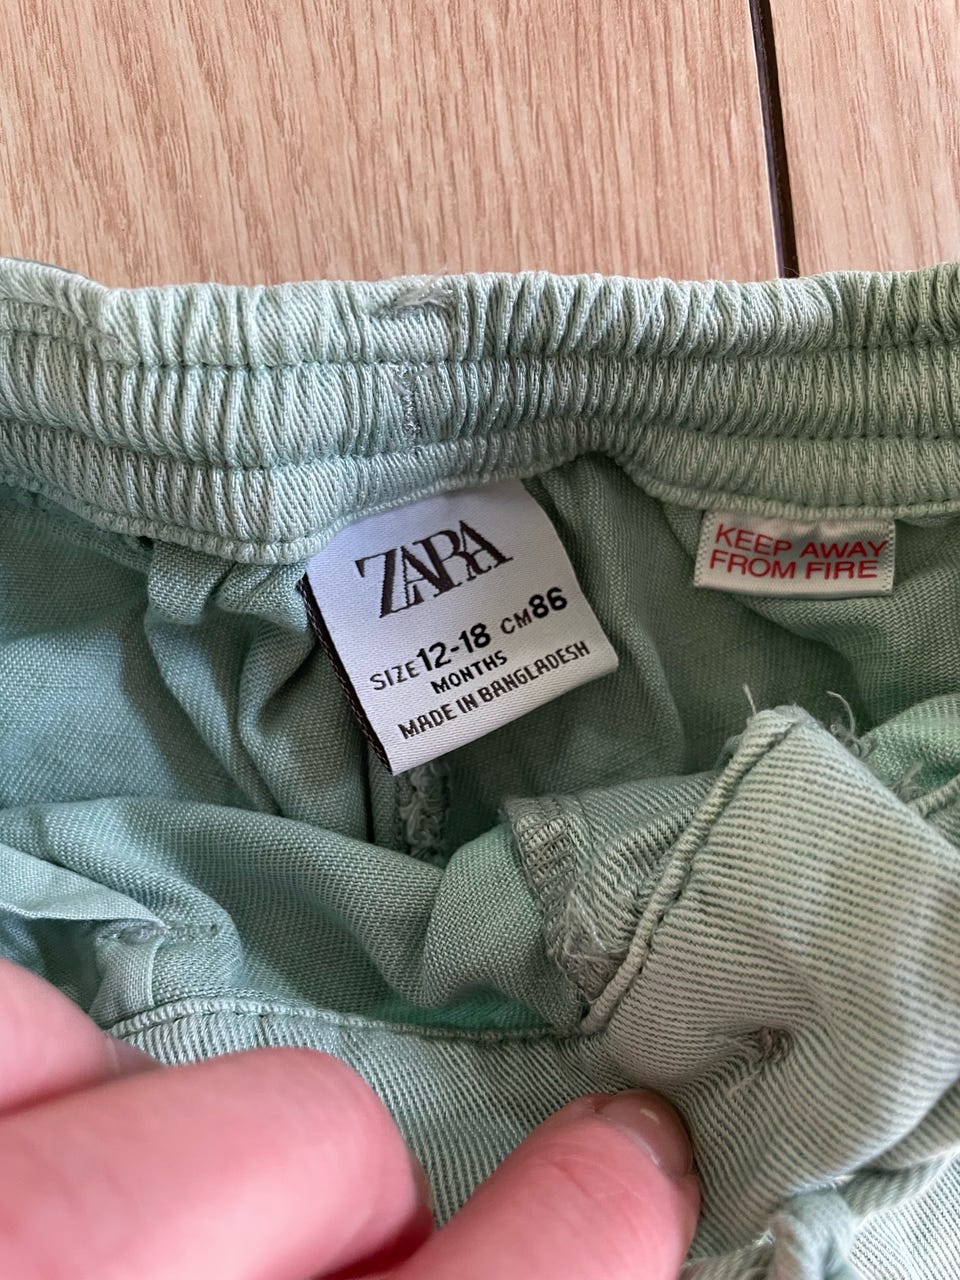 ZARA
SIZE 12-18 CM 86
MONTHS
MADE IN BANGLADESH
KEEP AWAY
FROM FIRE